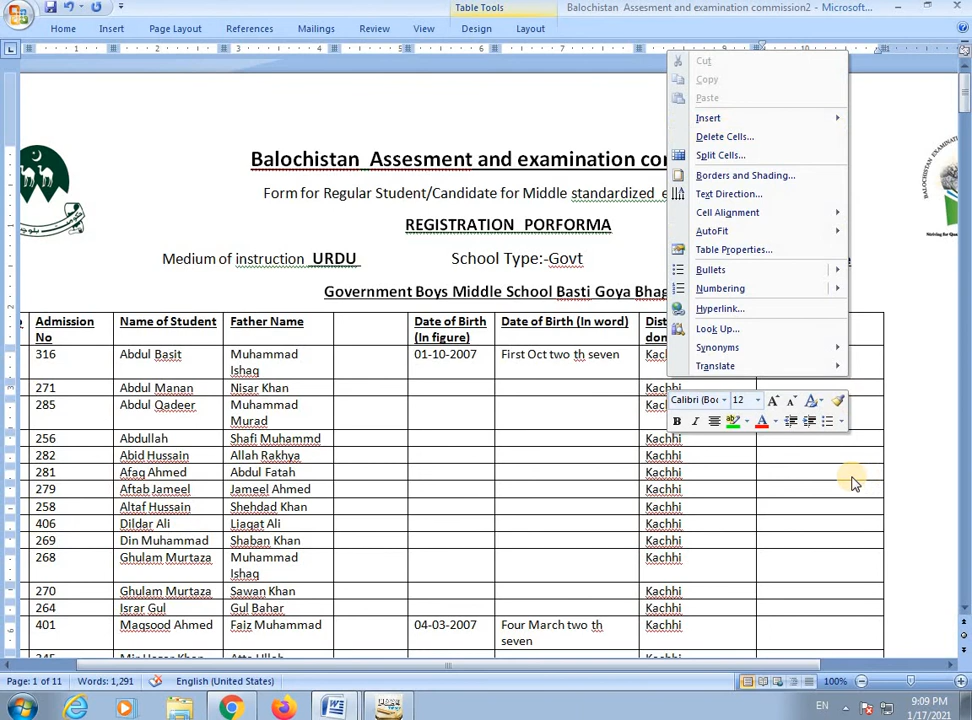 Table Tools
Balochistan Assesment and examination commission2 - Microsoft...
Home Insert Page Layout References Mailings Review View Design Layout
Balochistan Assesment and examination co
Form for Regular Student/Candidate for Middle standardized e
REGISTRATION PORFORMA
Medium of instruction URDU School Type:-Govt
Government Boys Middle School Basti Goya Bhag
Admission No Name of Student Father Name Date of Birth (In figure) Date of Birth (In word) Dist dom
316 Abdul Basit Muhammad Ishaq 01-10-2007 First Oct two th seven Kac
271 Abdul Manan Nisar Khan Kachhi
285 Abdul Qadeer Muhammad Murad Kac
256 Abdullah Shafi Muhammd Kachhi
282 Abid Hussain Allah Rakhya Kachhi
281 Afaq Ahmed Abdul Fatah Kachhi
279 Aftab Jameel Jameel Ahmed Kachhi
258 Altaf Hussain Shehdad Khan Kachhi
406 Dildar Ali Liaqat Ali Kachhi
269 Din Muhammad Shaban Khan Kachhi
268 Ghulam Murtaza Muhammad Ishaq Kachhi
270 Ghulam Murtaza Sawan Khan Kachhi
264 Israr Gul Gul Bahar Kachhi
401 Maqsood Ahmed Faiz Muhammad 04-03-2007 Four March two th seven Kachhi
Cut
Copy
Paste
Insert
Delete Cells...
Split Cells...
Borders and Shading...
Text Direction...
Cell Alignment
AutoFit
Table Properties...
Bullets
Numbering
Hyperlink...
Look Up...
Synonyms
Translate
Calibri (Boc 12
Page: 1 of 11 Words: 1,291 English (United States) 100%
EN 9:09 PM
1/17/2021